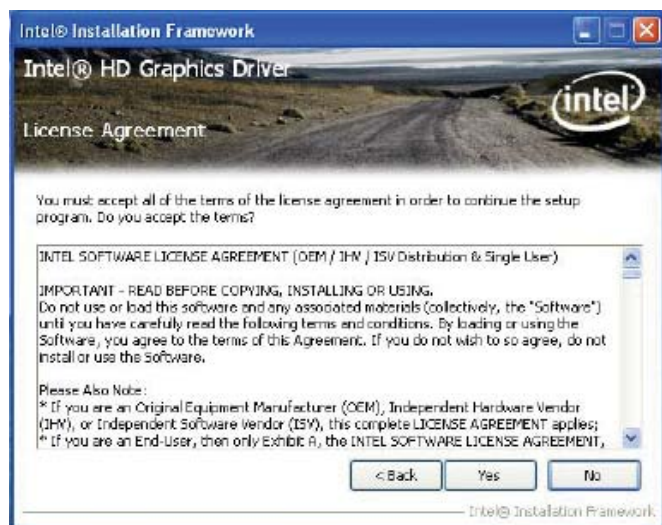 Intel® Installation Framework
Intel® HD Graphics Driver
intel
License Agreement
You must accept all of the terms of the license agreement in order to continue the setup
program. Do you accept the terms?
INTEL SOFTWARE LICENSE AGREEMENT (OEM / IHV / ISV Distribution & Single User)
IMPORTANT - READ BEFORE COPYING, INSTALLING OR USING.
Do not use or load this software and any associated materials (collectively, the "Software")
until you have carefully read the following terms and conditions. By loading or using the
Software, you agree to the terms of this Agreement. If you do not wish to so agree, do not
install or use the Software.
Please Also Note:
* If you are an Original Equipment Manufacturer (OEM), Independent Hardware Vendor
(IHV), or Independent Software Vendor (ISV), this complete LICENSE AGREEMENT applies;
* If you are an End-User, then only Exhibit A, the INTEL SOFTWARE LICENSE AGREEMENT,
< Back
Yes
No
Intel® Installation Framework